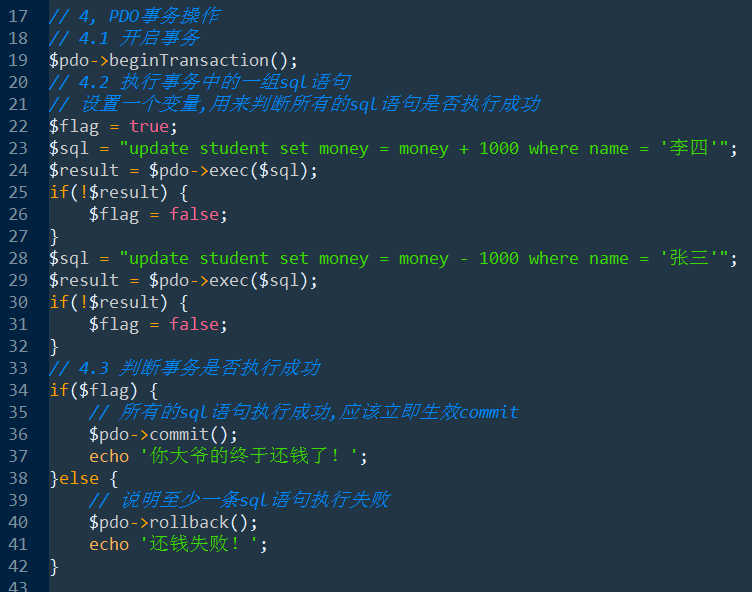 17 // 4, PDO事务操作
18 // 4.1 开启事务
19 $pdo->beginTransaction();
20 // 4.2 执行事务中的一组sql语句
21 // 设置一个变量,用来判断所有的sql语句是否执行成功
22 $flag = true;
23 $sql = "update student set money = money + 1000 where name = '李四'";
24 $result = $pdo->exec($sql);
25 if(!$result) {
26     $flag = false;
27 }
28 $sql = "update student set money = money - 1000 where name = '张三'";
29 $result = $pdo->exec($sql);
30 if(!$result) {
31     $flag = false;
32 }
33 // 4.3 判断事务是否执行成功
34 if($flag) {
35     // 所有的sql语句执行成功,应该立即生效commit
36     $pdo->commit();
37     echo '你大爷的终于还钱了！';
38 }else {
39     // 说明至少一条sql语句执行失败
40     $pdo->rollback();
41     echo '还钱失败！';
42 }
43